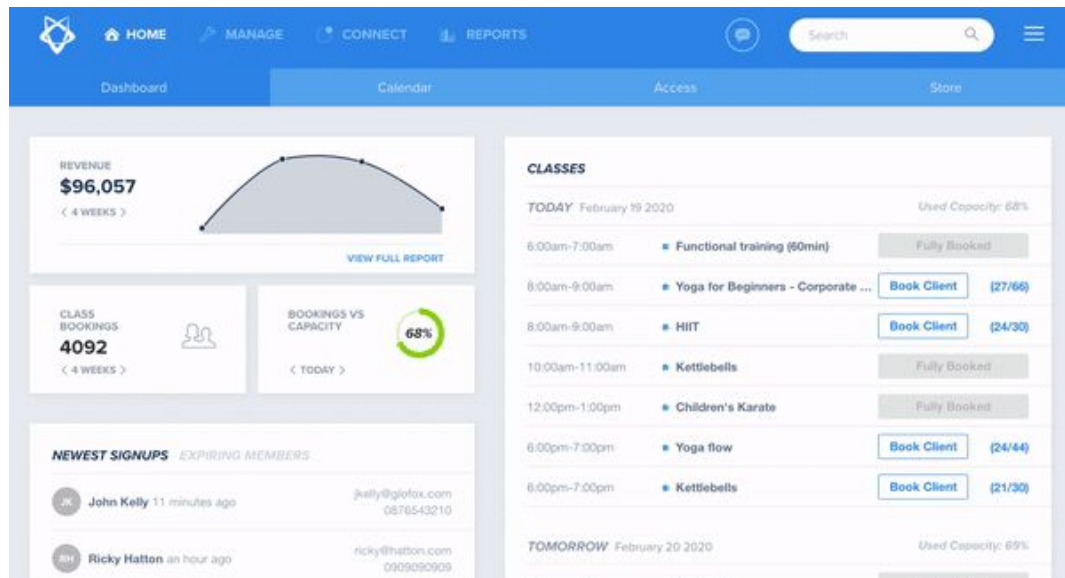 HOME MANAGE CONNECT REPORTS Search
Dashboard Calendar Access Store
REVENUE
$96,057
< 4 WEEKS >
VIEW FULL REPORT
CLASS
BOOKINGS
4092
< 4 WEEKS >
BOOKINGS VS
CAPACITY
68%
< TODAY >
NEWEST SIGNUPS EXPIRING MEMBERS
JK John Kelly 11 minutes ago jkelly@glofox.com
0876543210
RH Ricky Hatton an hour ago ricky@hatton.com
0909090909
CLASSES
TODAY February 19 2020 Used Capacity: 68%
6:00am-7:00am Functional training (60min) Fully Booked
8:00am-9:00am Yoga for Beginners - Corporate ... Book Client (27/66)
8:00am-9:00am HIIT Book Client (24/30)
10:00am-11:00am Kettlebells Fully Booked
12:00pm-1:00pm Children's Karate Fully Booked
6:00pm-7:00pm Yoga flow Book Client (24/44)
6:00pm-7:00pm Kettlebells Book Client (21/30)
TOMORROW February 20 2020 Used Capacity: 69%